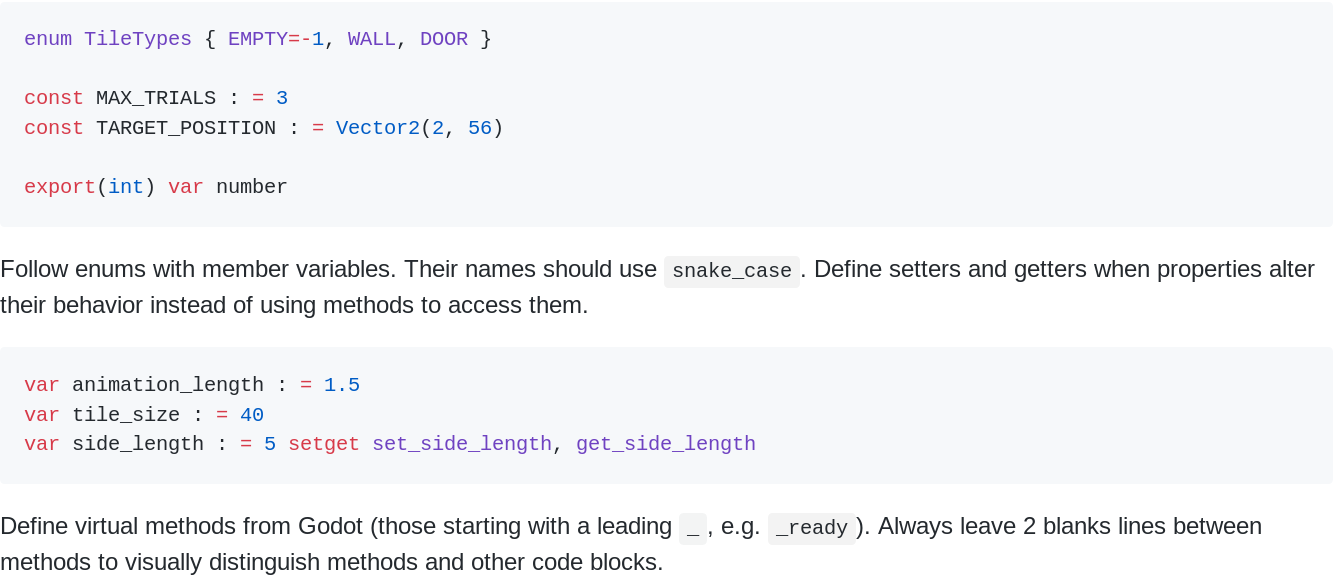 enum TileTypes { EMPTY=-1, WALL, DOOR }
const MAX_TRIALS : = 3
const TARGET_POSITION : = Vector2(2, 56)
export(int) var number
Follow enums with member variables. Their names should use snake_case. Define setters and getters when properties alter
their behavior instead of using methods to access them.
var animation_length : = 1.5
var tile_size : = 40
var side_length : = 5 setget set_side_length, get_side_length
Define virtual methods from Godot (those starting with a leading _, e.g. _ready). Always leave 2 blanks lines between
methods to visually distinguish methods and other code blocks.